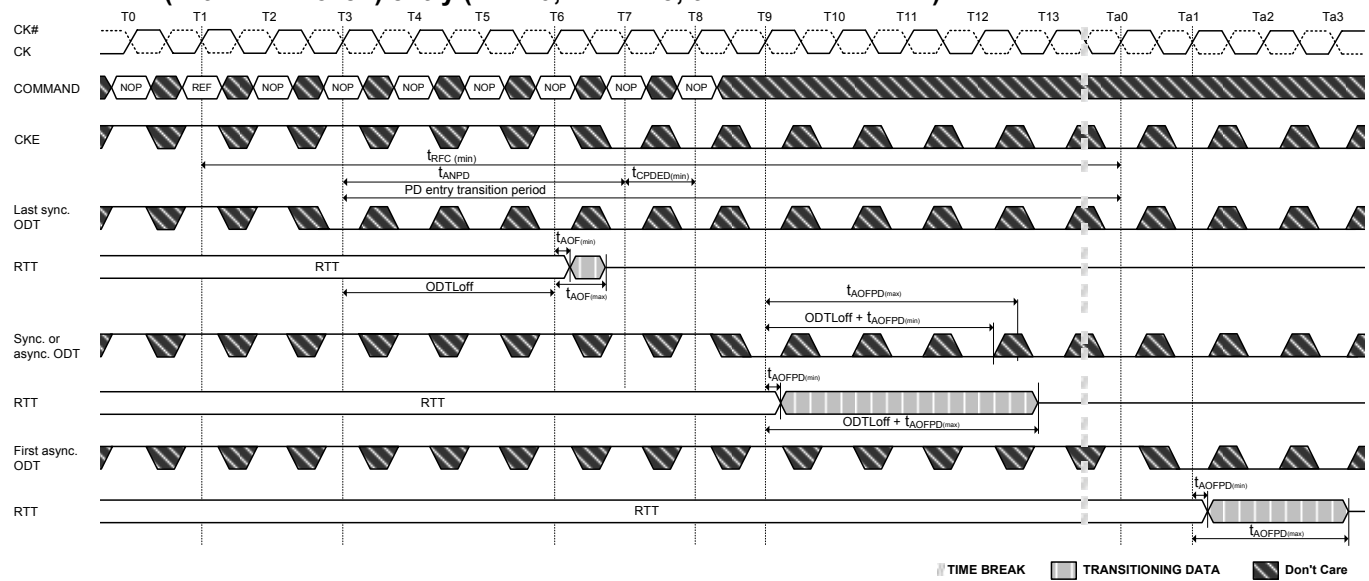 T0 T1 T2 T3 T4 T5 T6 T7 T8 T9 T10 T11 T12 T13 Ta0 Ta1 Ta2 Ta3
CK#
CK
COMMAND NOP REF NOP NOP NOP NOP NOP NOP NOP
CKE
tRFC (min)
tANPD tCPDED(min)
PD entry transition period
Last sync.
ODT
tAOF(min)
RTT RTT
ODTLoff tAOF(max)
tAOFPD(max)
ODTLoff + tAOFPD(min)
Sync. or
async. ODT
tAOFPD(min)
RTT RTT
ODTLoff + tAOFPD(max)
First async.
ODT
tAOFPD(min)
RTT RTT
tAOFPD(max)
TIME BREAK TRANSITIONING DATA Don't Care